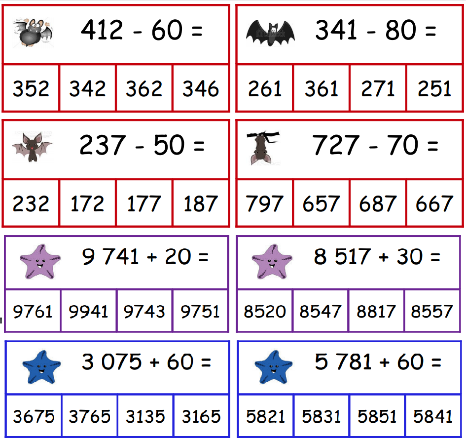 412 - 60 =
352 342 362 346
341 - 80 =
261 361 271 251
237 - 50 =
232 172 177 187
727 - 70 =
797 657 687 667
9 741 + 20 =
9761 9941 9743 9751
8 517 + 30 =
8520 8547 8817 8557
3 075 + 60 =
3675 3765 3135 3165
5 781 + 60 =
5821 5831 5851 5841